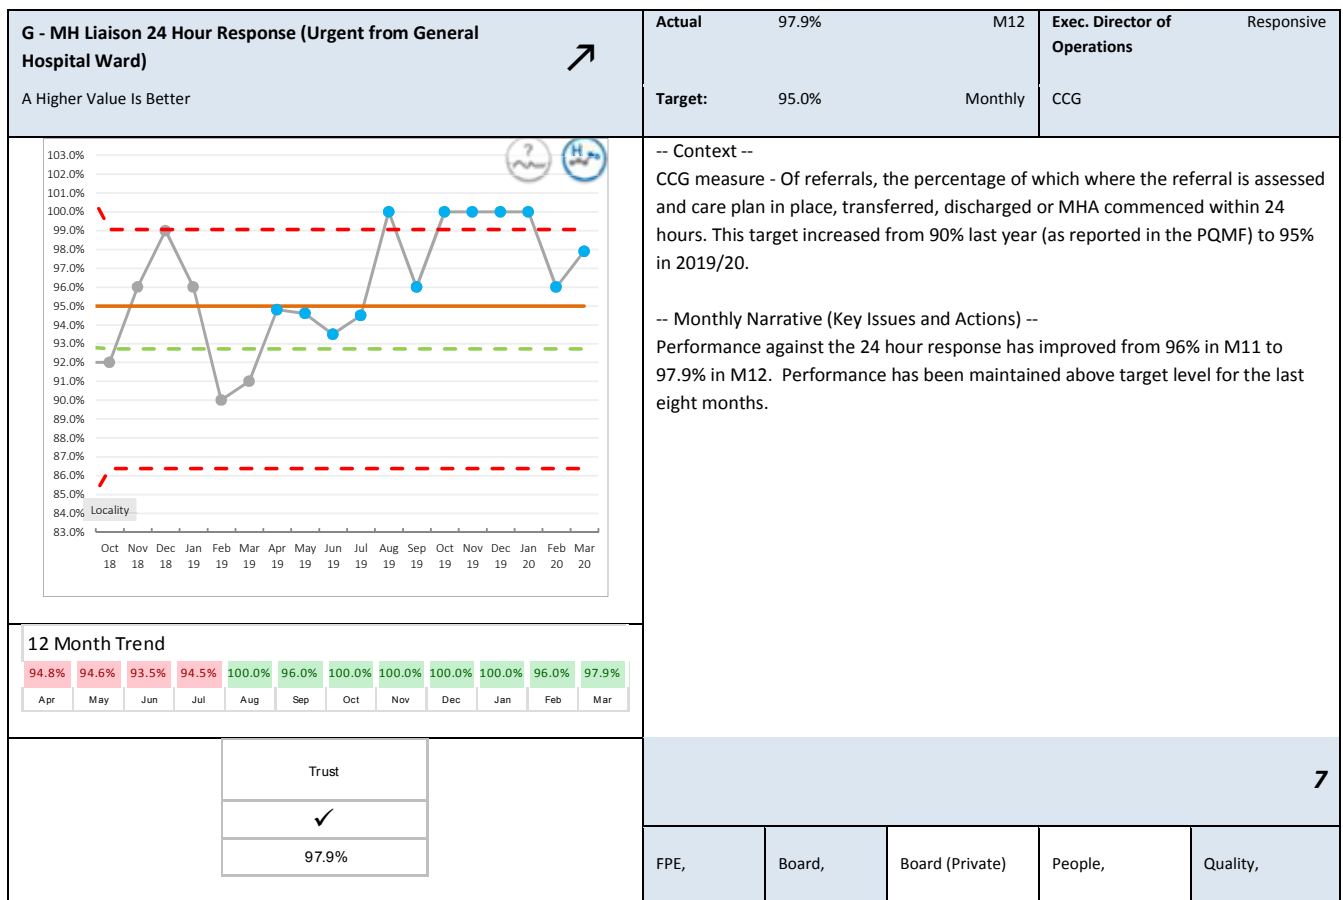 G - MH Liaison 24 Hour Response (Urgent from General
Hospital Ward)
A Higher Value Is Better
Actual 97.9% M12
Target: 95.0% Monthly
Exec. Director of Responsive
Operations
CCG
103.0%
102.0%
101.0%
100.0%
99.0%
98.0%
97.0%
96.0%
95.0%
94.0%
93.0%
92.0%
91.0%
90.0%
89.0%
88.0%
87.0%
86.0%
85.0%
84.0%
83.0%
?
H
Locality
Oct Nov Dec Jan Feb Mar Apr May Jun Jul Aug Sep Oct Nov Dec Jan Feb Mar
18 18 18 19 19 19 19 19 19 19 19 19 19 19 19 20 20 20
-- Context --
CCG measure - Of referrals, the percentage of which where the referral is assessed
and care plan in place, transferred, discharged or MHA commenced within 24
hours. This target increased from 90% last year (as reported in the PQMF) to 95%
in 2019/20.
-- Monthly Narrative (Key Issues and Actions) --
Performance against the 24 hour response has improved from 96% in M11 to
97.9% in M12. Performance has been maintained above target level for the last
eight months.
12 Month Trend
94.8% 94.6% 93.5% 94.5% 100.0% 96.0% 100.0% 100.0% 100.0% 100.0% 96.0% 97.9%
Apr May Jun Jul Aug Sep Oct Nov Dec Jan Feb Mar
Trust
✓
97.9%
7
FPE, Board, Board (Private) People, Quality,